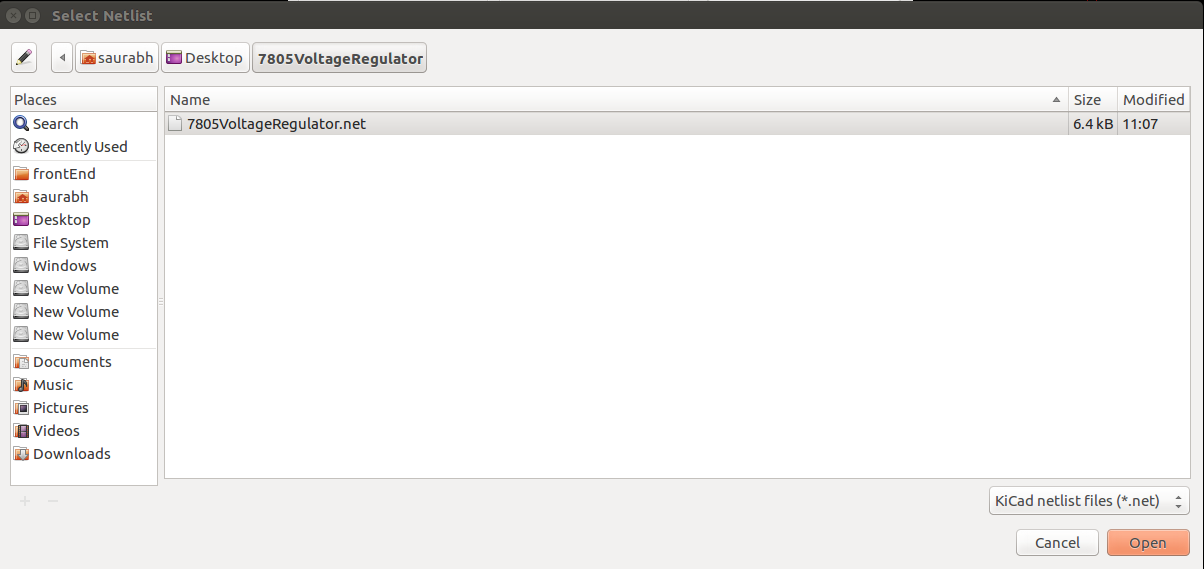 Select Netlist
saurabh Desktop 7805VoltageRegulator
Places
Search
Recently Used
frontEnd
saurabh
Desktop
File System
Windows
New Volume
New Volume
New Volume
Documents
Music
Pictures
Videos
Downloads
Name Size Modified
7805VoltageRegulator.net 6.4 kB 11:07
KiCad netlist files (*.net)
Cancel Open